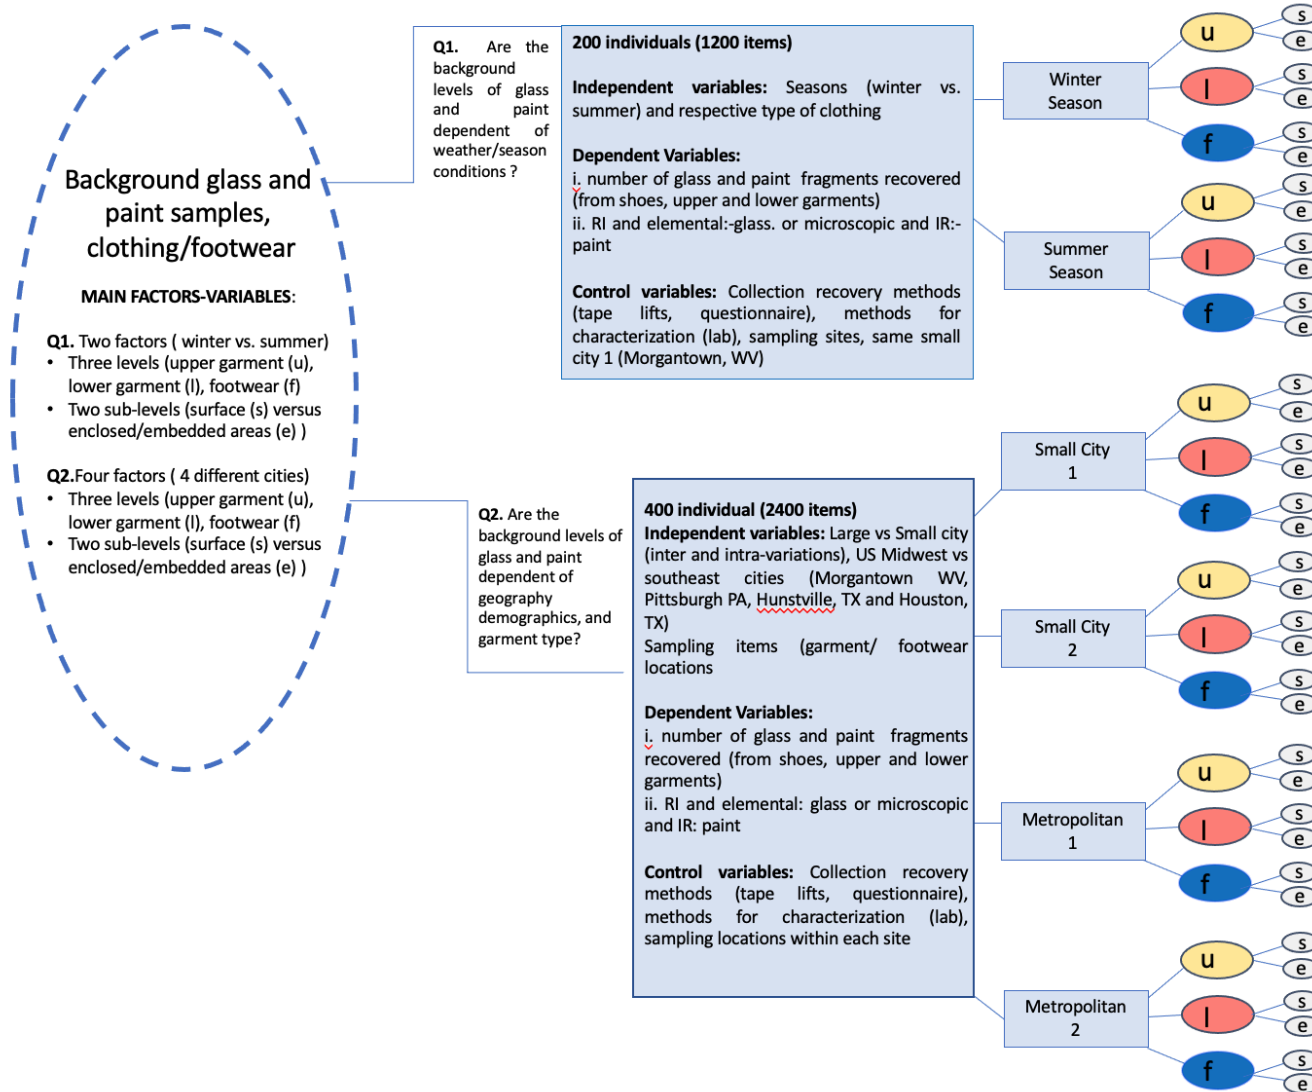 Background glass and
paint samples,
clothing/footwear
MAIN FACTORS-VARIABLES:
Q1. Two factors ( winter vs. summer)
• Three levels (upper garment (u),
lower garment (l), footwear (f)
• Two sub-levels (surface (s) versus
enclosed/embedded areas (e) )
Q2.Four factors ( 4 different cities)
• Three levels (upper garment (u),
lower garment (l), footwear (f)
• Two sub-levels (surface (s) versus
enclosed/embedded areas (e) )
Q1. Are the
background
levels of glass
and paint
dependent of
weather/season
conditions ?
200 individuals (1200 items)
Independent variables: Seasons (winter vs.
summer) and respective type of clothing
Dependent Variables:
i. number of glass and paint fragments recovered
(from shoes, upper and lower garments)
ii. RI and elemental:-glass. or microscopic and IR:-
paint
Control variables: Collection recovery methods
(tape lifts, questionnaire), methods for
characterization (lab), sampling sites, same small
city 1 (Morgantown, WV)
Winter
Season
u
s
e
l
s
e
f
s
e
Summer
Season
u
s
e
l
s
e
f
s
e
Q2. Are the
background levels of
glass and paint
dependent of
geography
demographics, and
garment type?
400 individual (2400 items)
Independent variables: Large vs Small city
(inter and intra-variations), US Midwest vs
southeast cities (Morgantown WV,
Pittsburgh PA, Hunstville, TX and Houston,
TX)
Sampling items (garment/ footwear
locations
Dependent Variables:
i. number of glass and paint fragments
recovered (from shoes, upper and lower
garments)
ii. RI and elemental: glass or microscopic
and IR: paint
Control variables: Collection recovery
methods (tape lifts, questionnaire),
methods for characterization (lab),
sampling locations within each site
Small City
1
u
s
e
l
s
e
f
s
e
Small City
2
u
s
e
l
s
e
f
s
e
Metropolitan
1
u
s
e
l
s
e
f
s
e
Metropolitan
2
u
s
e
l
s
e
f
s
e